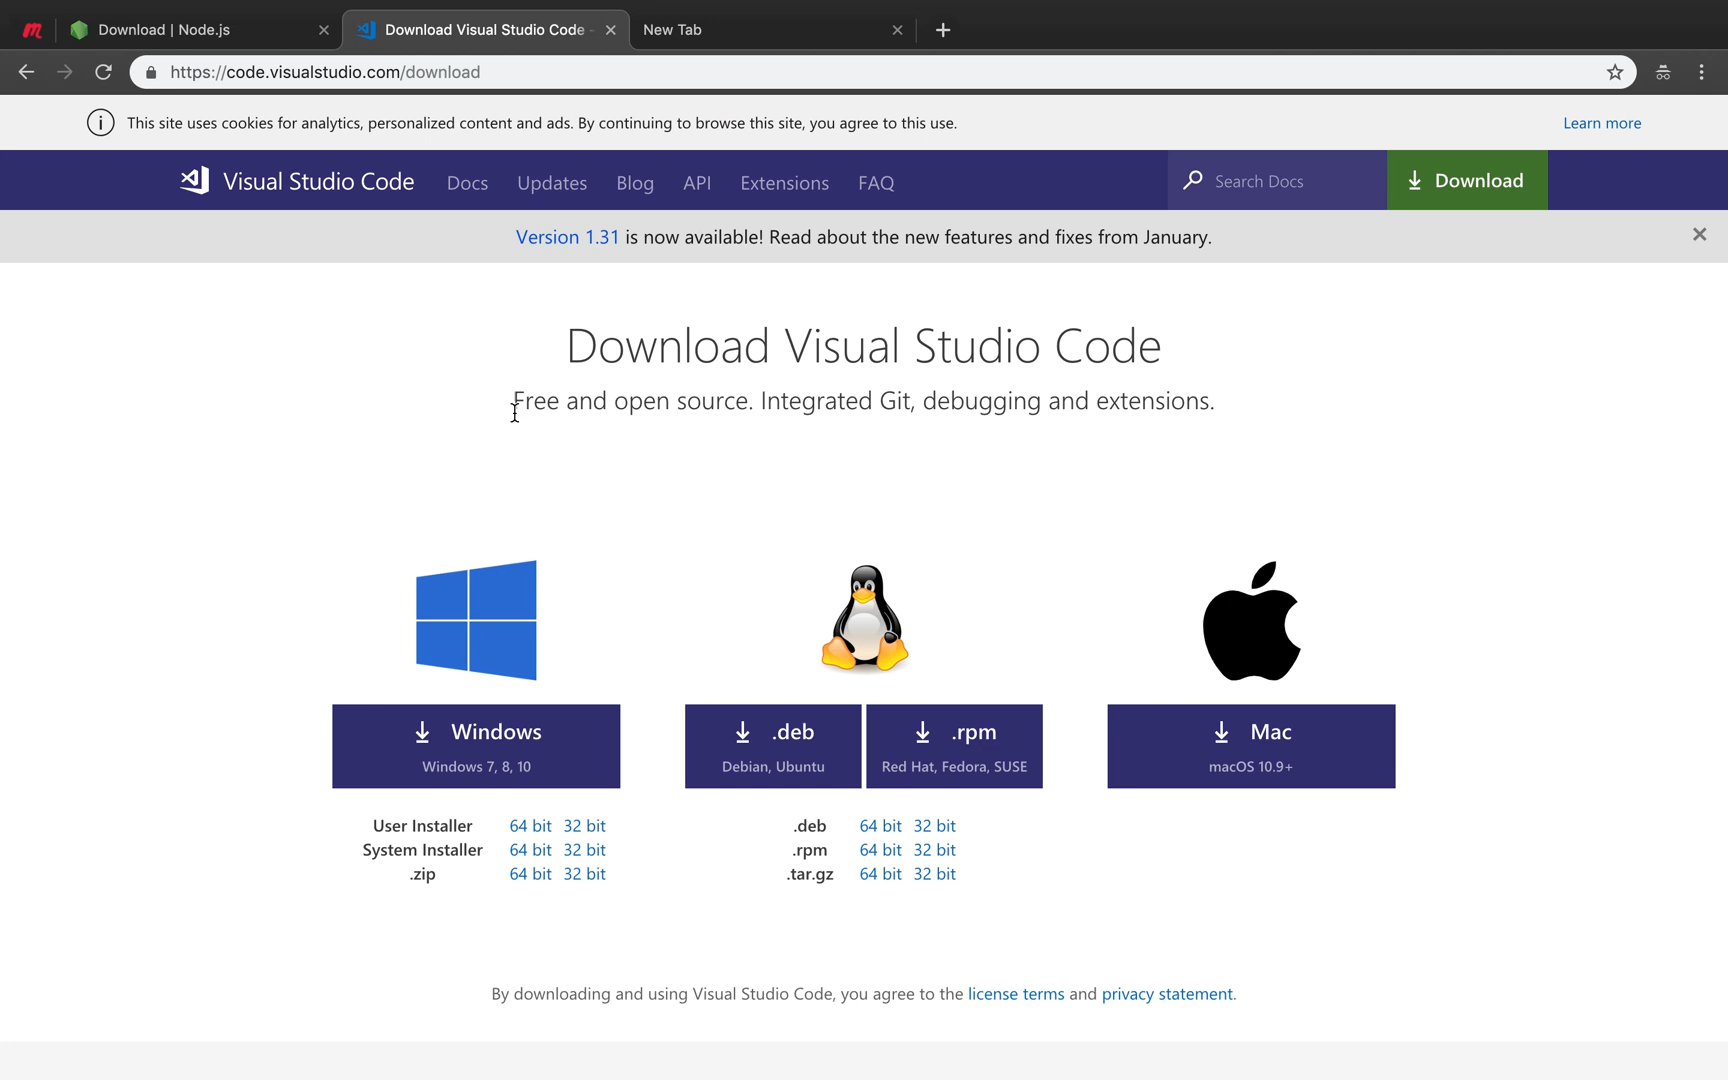 Download | Node.js
Download Visual Studio Code -
New Tab
https://code.visualstudio.com/download
This site uses cookies for analytics, personalized content and ads. By continuing to browse this site, you agree to this use.
Learn more
Visual Studio Code
Docs
Updates
Blog
API
Extensions
FAQ
Search Docs
Download
Version 1.31 is now available! Read about the new features and fixes from January.
Download Visual Studio Code
Free and open source. Integrated Git, debugging and extensions.
Windows
Windows 7, 8, 10
.deb
Debian, Ubuntu
.rpm
Red Hat, Fedora, SUSE
Mac
macOS 10.9+
User Installer 64 bit 32 bit
System Installer 64 bit 32 bit
.zip 64 bit 32 bit
.deb 64 bit 32 bit
.rpm 64 bit 32 bit
.tar.gz 64 bit 32 bit
By downloading and using Visual Studio Code, you agree to the license terms and privacy statement.